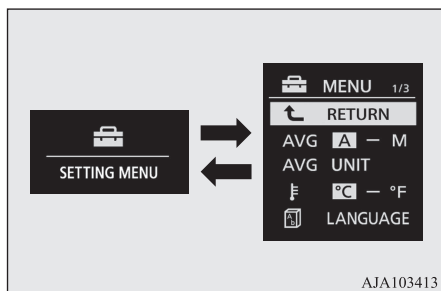 SETTING MENU
MENU 1/3
RETURN
AVG A – M
AVG UNIT
°C – °F
LANGUAGE
AJA103413